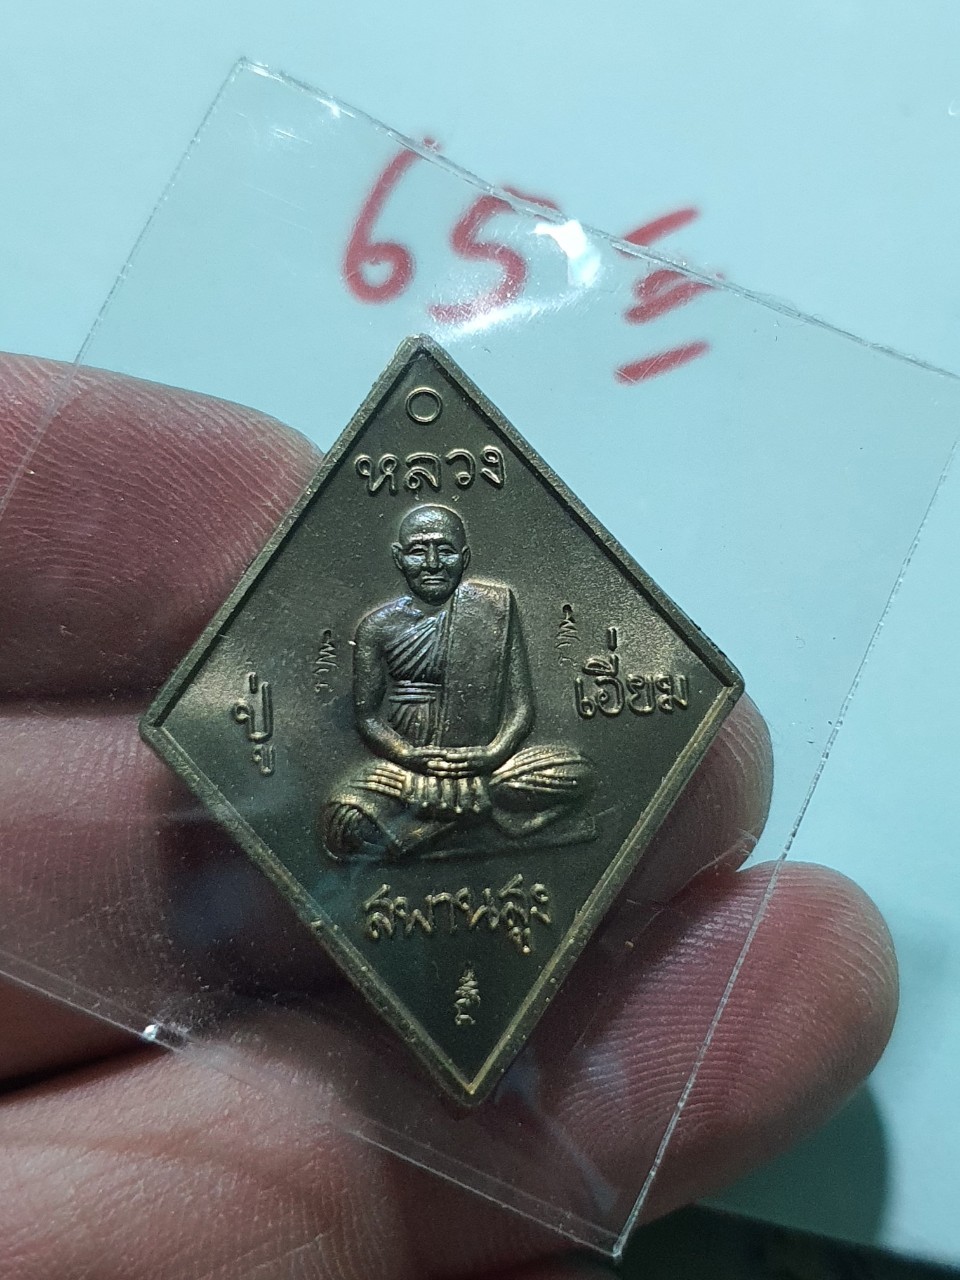 65
หลวง
ปู่
เอี่ยม
สพานสูง